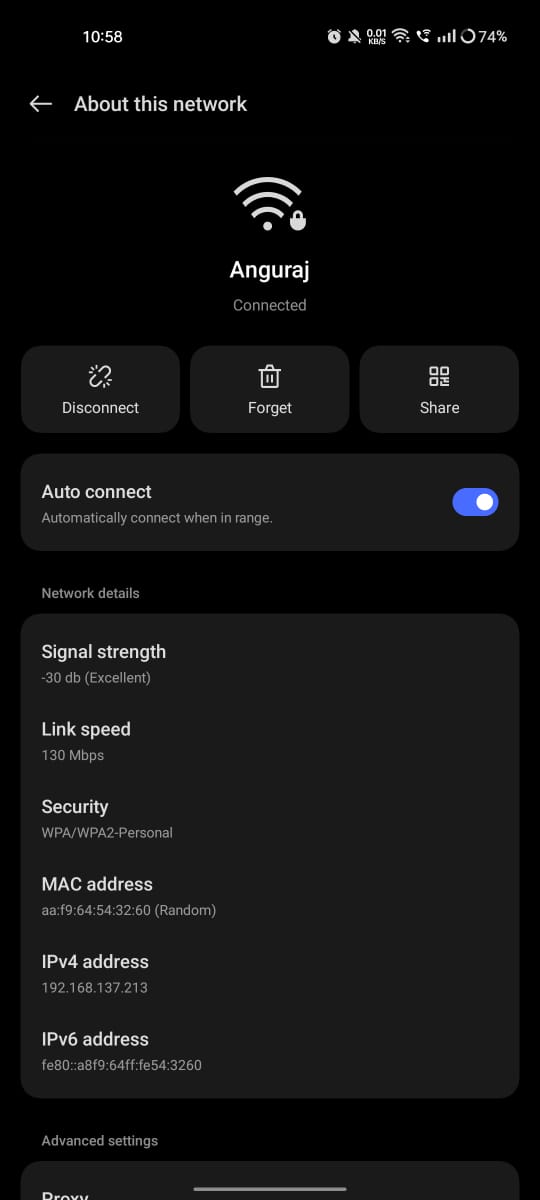 10:58
0.01
KB/S
74%
About this network
Anguraj
Connected
Disconnect
Forget
Share
Auto connect
Automatically connect when in range.
Network details
Signal strength
-30 db (Excellent)
Link speed
130 Mbps
Security
WPA/WPA2-Personal
MAC address
aa:f9:64:54:32:60 (Random)
IPv4 address
192.168.137.213
IPv6 address
fe80::a8f9:64ff:fe54:3260
Advanced settings
Proxy